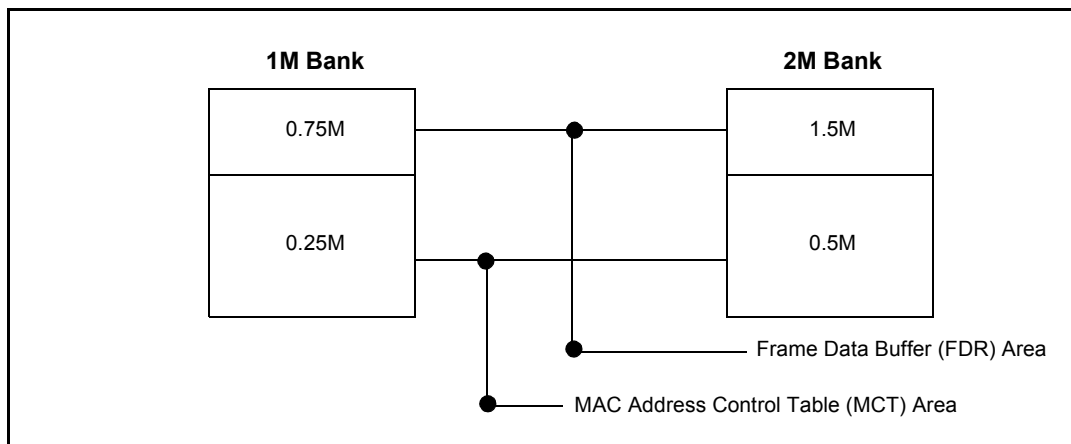 1M Bank
2M Bank
0.75M
1.5M
0.25M
0.5M
Frame Data Buffer (FDR) Area
MAC Address Control Table (MCT) Area